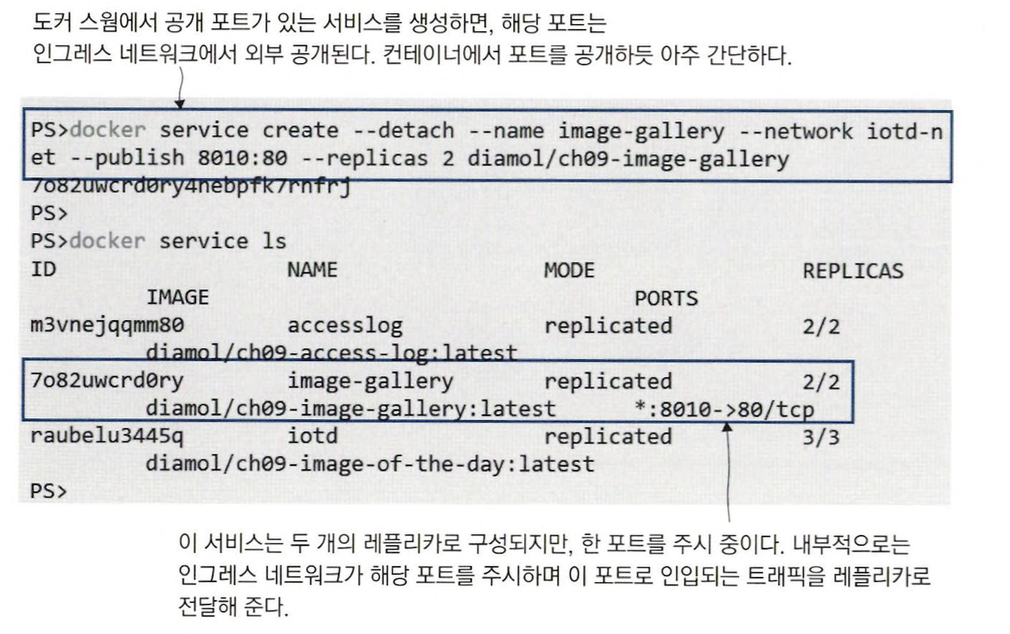 도커 스웜에서 공개 포트가 있는 서비스를 생성하면, 해당 포트는
인그레스 네트워크에서 외부 공개된다. 컨테이너에서 포트를 공개하듯 아주 간단하다.
PS>docker service create --detach --name image-gallery --network iotd-n
et --publish 8010:80 --replicas 2 diamol/ch09-image-gallery
7o82uwcrd0ry4nebpfk7rnfrj
PS>
PS>docker service ls
ID NAME MODE REPLICAS
IMAGE PORTS
m3vnejqqmm80 accesslog replicated 2/2
diamol/ch09-access-log:latest
7o82uwcrd0ry image-gallery replicated 2/2
diamol/ch09-image-gallery:latest *:8010->80/tcp
raubelu3445q iotd replicated 3/3
diamol/ch09-image-of-the-day:latest
PS>
이 서비스는 두 개의 레플리카로 구성되지만, 한 포트를 주시 중이다. 내부적으로는
인그레스 네트워크가 해당 포트를 주시하며 이 포트로 인입되는 트래픽을 레플리카로
전달해 준다.